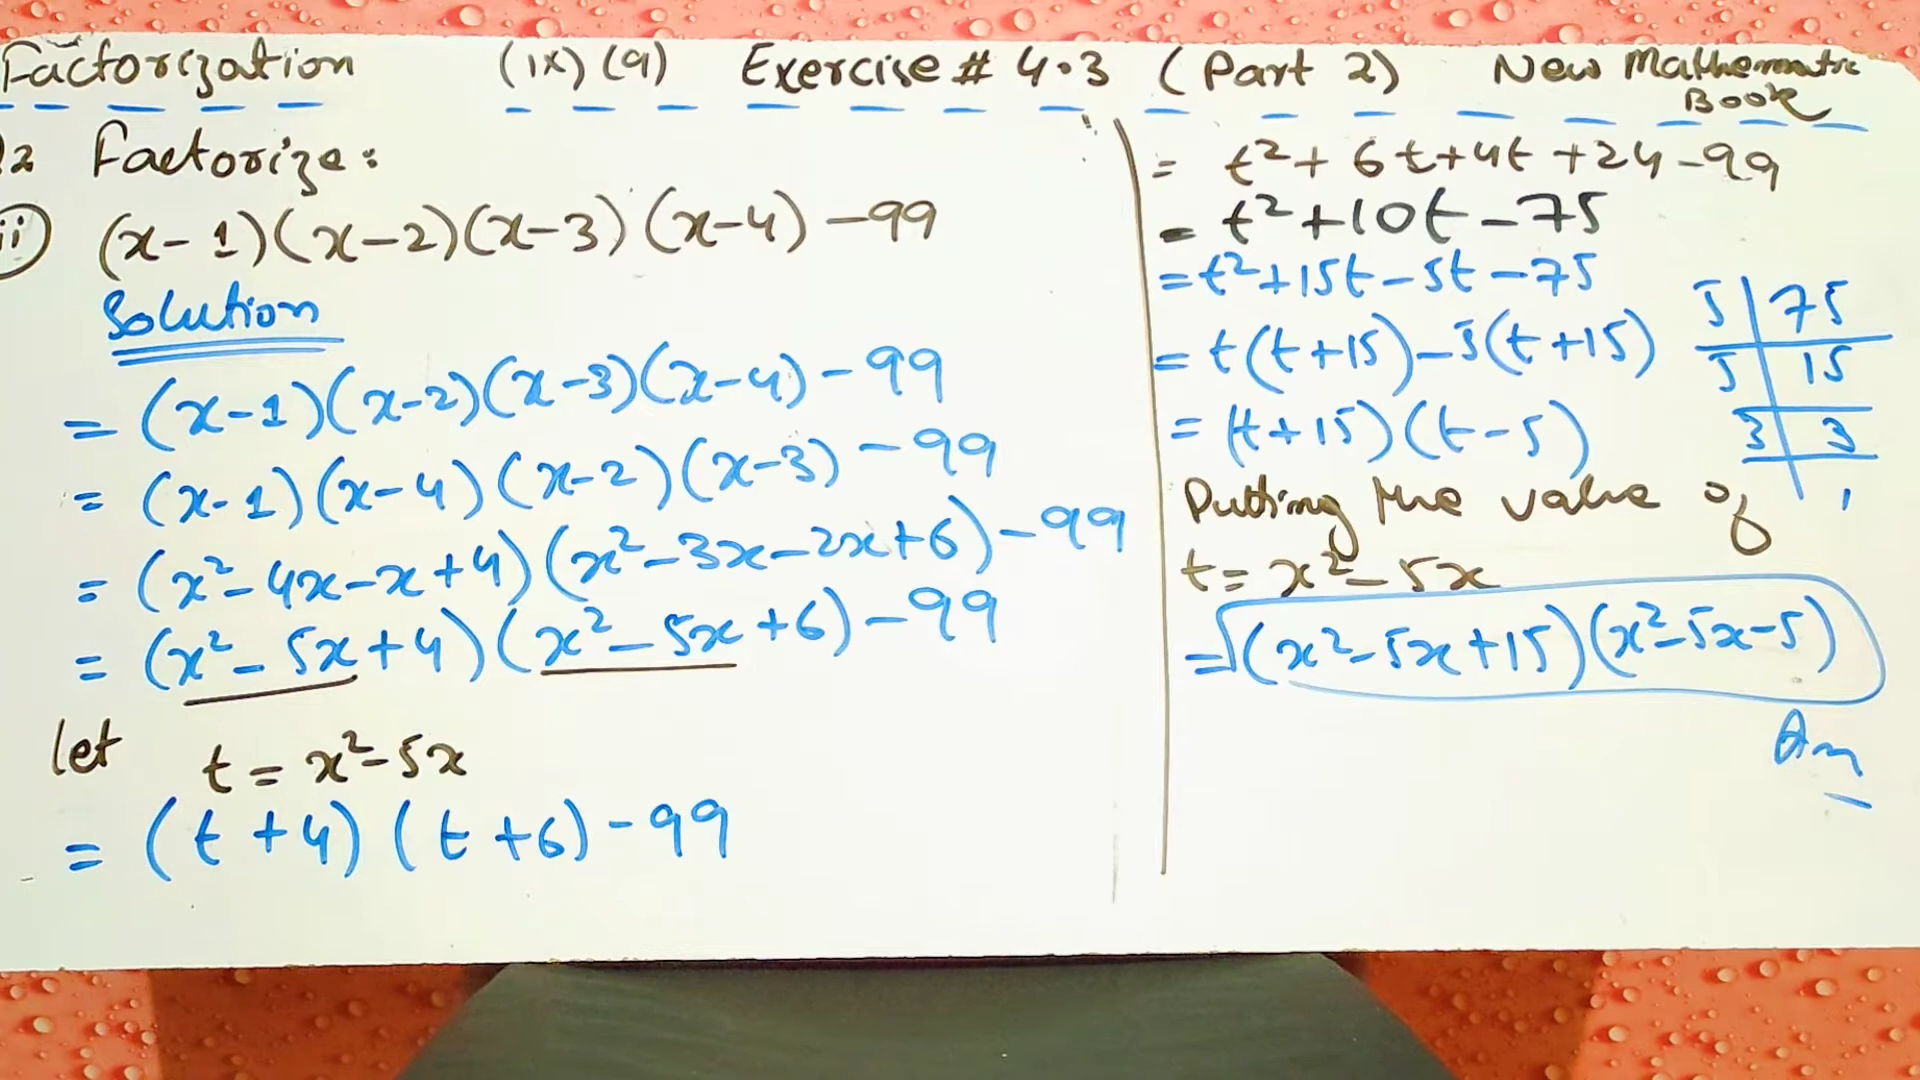 Factorization (ix) (9) Exercise # 4.3 (Part 2) New Mathematic
Book
Q2 Factorize:
ii (x-1)(x-2)(x-3)(x-4) -99
Solution
= (x-1)(x-2)(x-3)(x-4) -99
= (x-1)(x-4)(x-2)(x-3) -99
= (x²-4x-x+4)(x²-3x-2x+6) -99
= (x²-5x+4)(x²-5x+6) -99
let t = x²-5x
= (t+4)(t+6) -99
= t²+6t+4t+24-99
= t²+10t-75
= t²+15t-5t-75
= t(t+15)-5(t+15)
= (t+15)(t-5)
5 | 75
5 | 15
3 | 3
| 1
Putting the value of
t = x²-5x
= (x²-5x+15)(x²-5x-5)
Ans